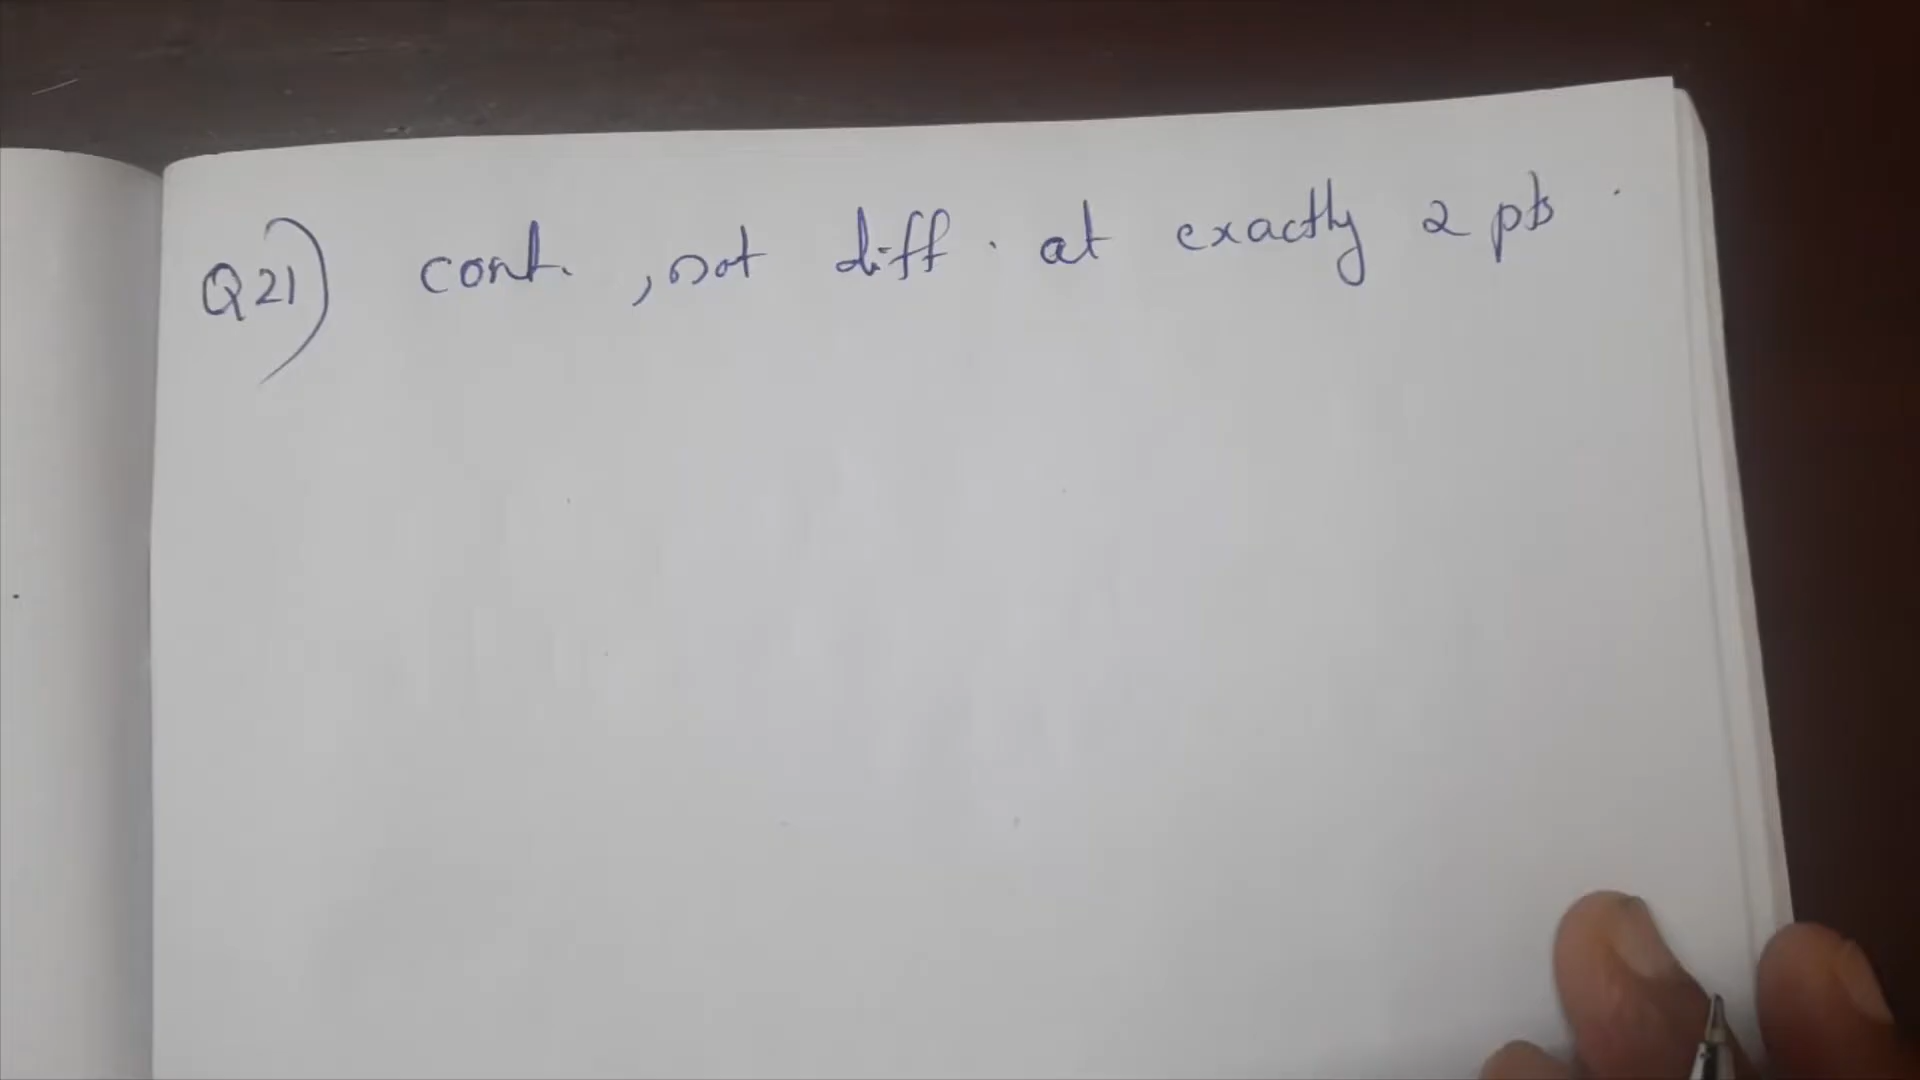 Q21) cont. , not diff. at exactly 2 pts.